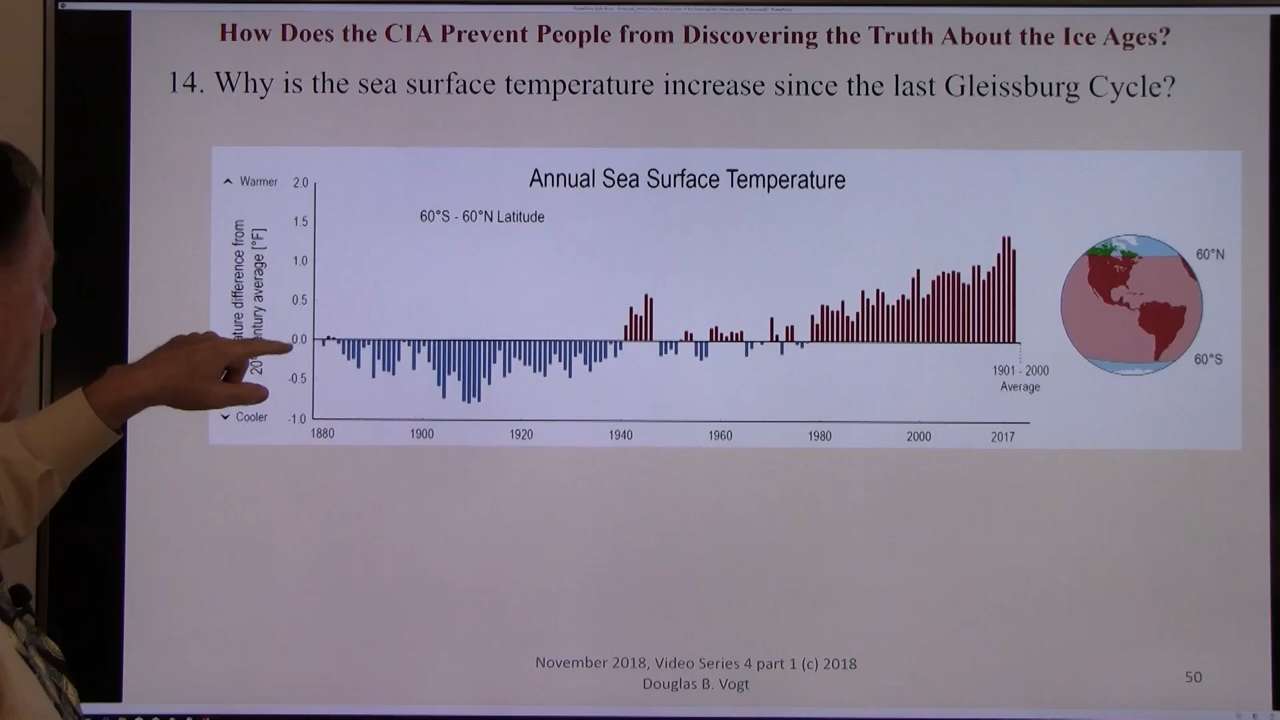 How Does the CIA Prevent People from Discovering the Truth About the Ice Ages?
14. Why is the sea surface temperature increase since the last Gleissburg Cycle?
Annual Sea Surface Temperature
60°S - 60°N Latitude
Warmer
2.0
1.5
1.0
0.5
0.0
-0.5
-1.0
Cooler
difference from
average [°F]
1880
1900
1920
1940
1960
1980
2000
2017
1901 - 2000
Average
60°N
60°S
November 2018, Video Series 4 part 1 (c) 2018
Douglas B. Vogt
50